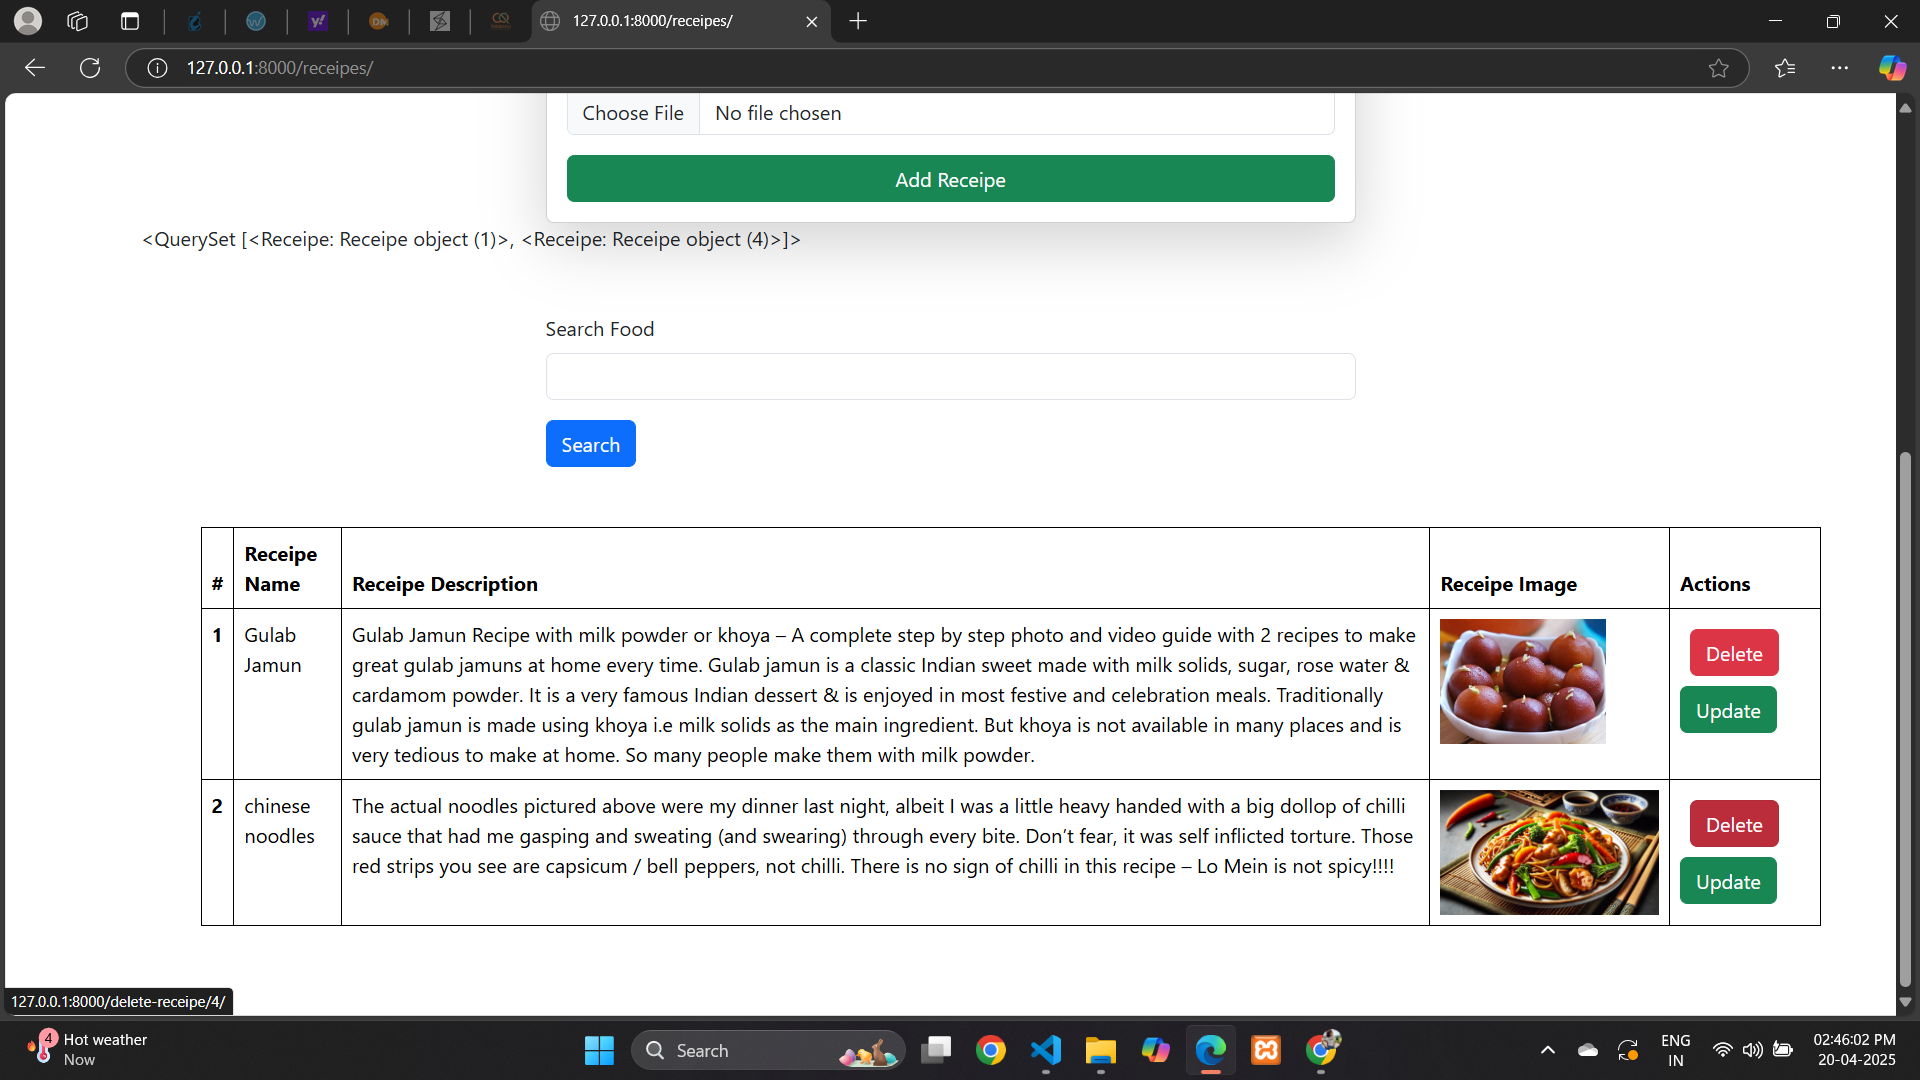 127.0.0.1:8000/receipes/
127.0.0.1:8000/receipes/
Choose File No file chosen
Add Receipe
<QuerySet [<Receipe: Receipe object (1)>, <Receipe: Receipe object (4)>]>
Search Food
Search
# Receipe Name Receipe Description Receipe Image Actions
1 Gulab Jamun
Gulab Jamun Recipe with milk powder or khoya – A complete step by step photo and video guide with 2 recipes to make
great gulab jamuns at home every time. Gulab jamun is a classic Indian sweet made with milk solids, sugar, rose water &
cardamom powder. It is a very famous Indian dessert & is enjoyed in most festive and celebration meals. Traditionally
gulab jamun is made using khoya i.e milk solids as the main ingredient. But khoya is not available in many places and is
very tedious to make at home. So many people make them with milk powder.
Delete
Update
2 chinese noodles
The actual noodles pictured above were my dinner last night, albeit I was a little heavy handed with a big dollop of chilli
sauce that had me gasping and sweating (and swearing) through every bite. Don’t fear, it was self inflicted torture. Those
red strips you see are capsicum / bell peppers, not chilli. There is no sign of chilli in this recipe – Lo Mein is not spicy!!!!
Delete
Update
127.0.0.1:8000/delete-receipe/4/
4
Hot weather
Now
Search
ENG
IN
02:46:02 PM
20-04-2025